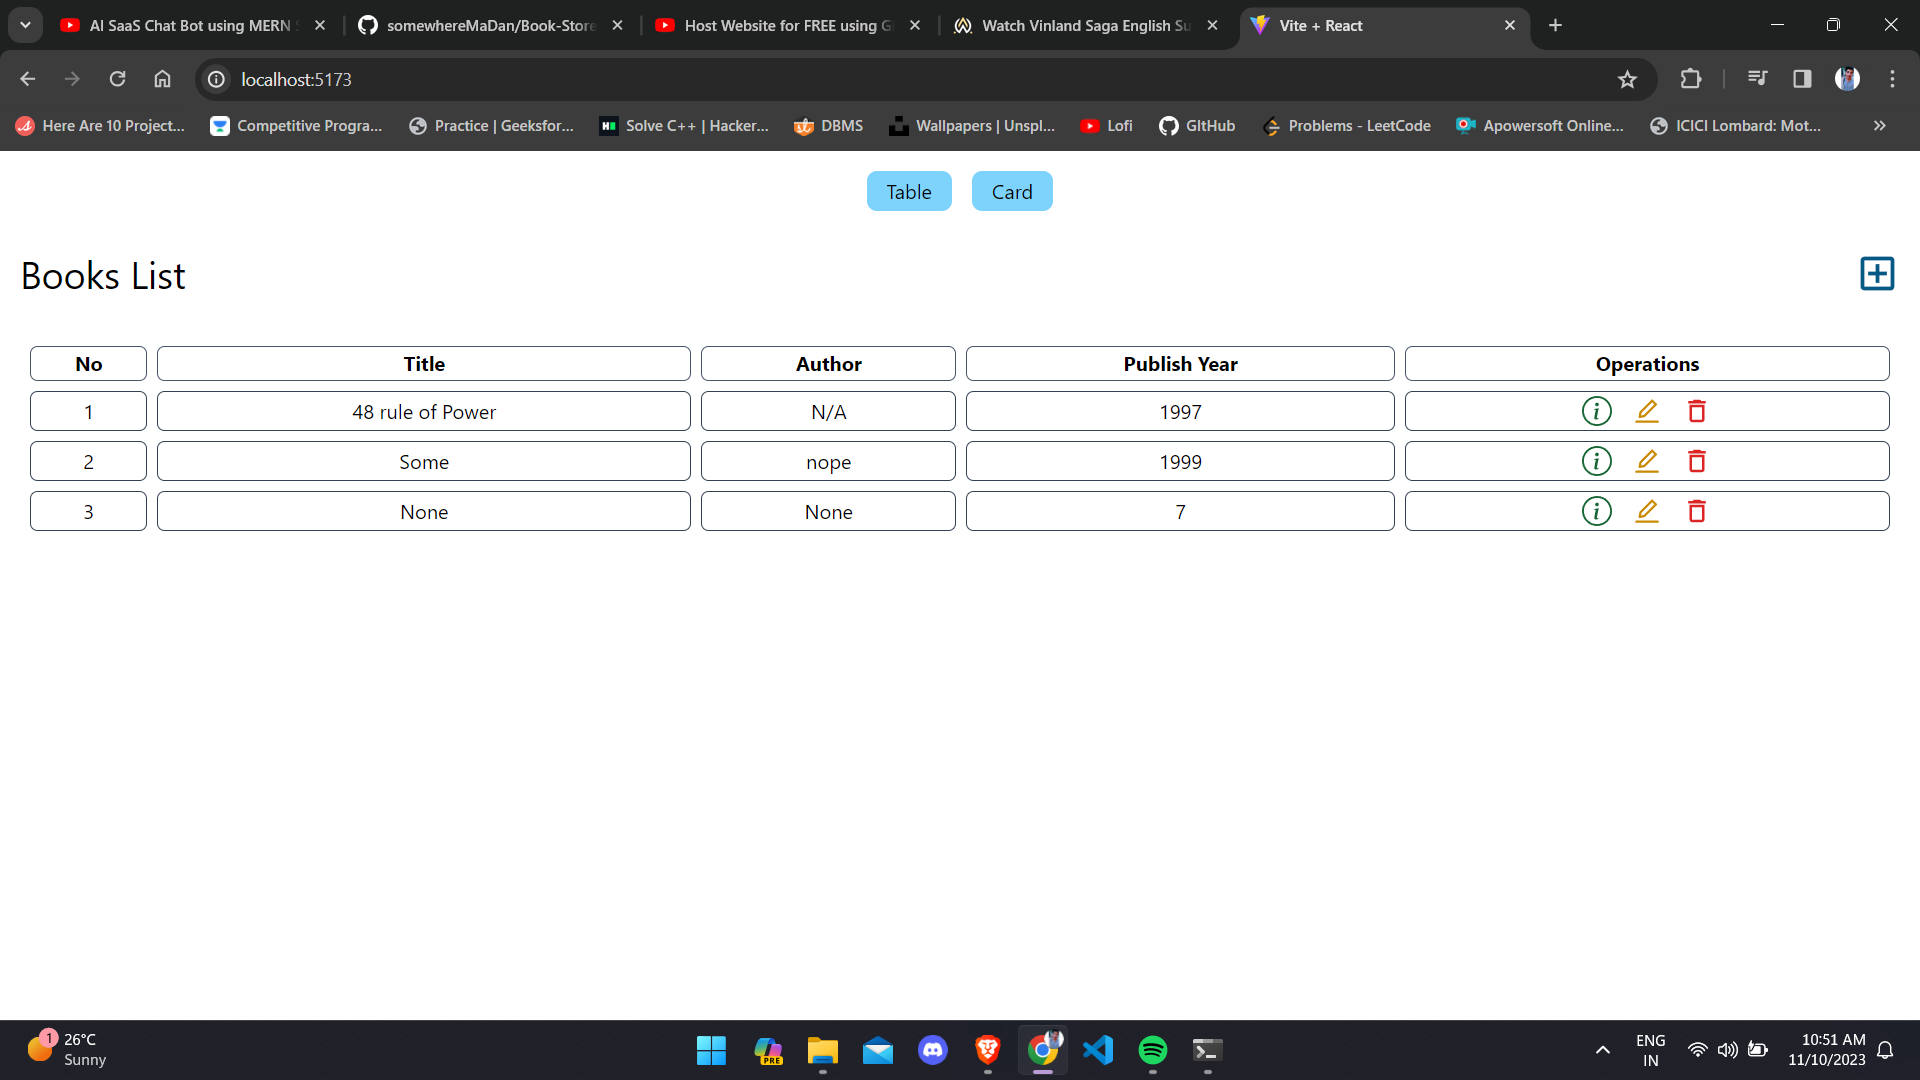 AI SaaS Chat Bot using MERN
somewhereMaDan/Book-Store
Host Website for FREE using G
Watch Vinland Saga English Su
Vite + React
localhost:5173
Here Are 10 Project...
Competitive Progra...
Practice | Geeksfor...
Solve C++ | Hacker...
DBMS
Wallpapers | Unspl...
Lofi
GItHub
Problems - LeetCode
Apowersoft Online...
ICICI Lombard: Mot...
Table Card
Books List
No Title Author Publish Year Operations
1 48 rule of Power N/A 1997
2 Some nope 1999
3 None None 7
1
26°C
Sunny
PRE
ENG
IN
10:51 AM
11/10/2023